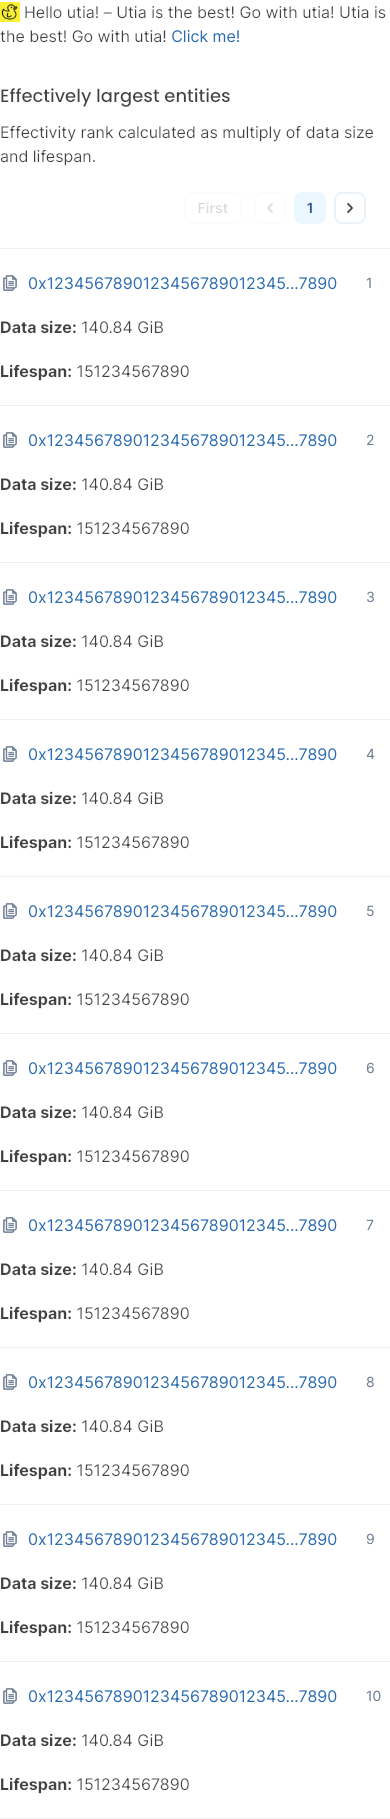 Hello utia! – Utia is the best! Go with utia! Utia is
the best! Go with utia! Click me!
Effectively largest entities
Effectivity rank calculated as multiply of data size
and lifespan.
First 1
0x1234567890123456789012345...7890 1
Data size: 140.84 GiB
Lifespan: 151234567890
0x1234567890123456789012345...7890 2
Data size: 140.84 GiB
Lifespan: 151234567890
0x1234567890123456789012345...7890 3
Data size: 140.84 GiB
Lifespan: 151234567890
0x1234567890123456789012345...7890 4
Data size: 140.84 GiB
Lifespan: 151234567890
0x1234567890123456789012345...7890 5
Data size: 140.84 GiB
Lifespan: 151234567890
0x1234567890123456789012345...7890 6
Data size: 140.84 GiB
Lifespan: 151234567890
0x1234567890123456789012345...7890 7
Data size: 140.84 GiB
Lifespan: 151234567890
0x1234567890123456789012345...7890 8
Data size: 140.84 GiB
Lifespan: 151234567890
0x1234567890123456789012345...7890 9
Data size: 140.84 GiB
Lifespan: 151234567890
0x1234567890123456789012345...7890 10
Data size: 140.84 GiB
Lifespan: 151234567890